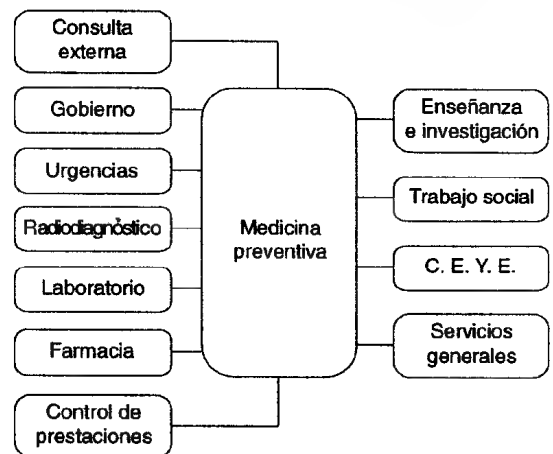 Consulta
externa
Gobierno
Urgencias
Radiodiagnóstico
Laboratorio
Farmacia
Control de
prestaciones
Medicina
preventiva
Enseñanza
e investigación
Trabajo social
C. E. Y. E.
Servicios
generales